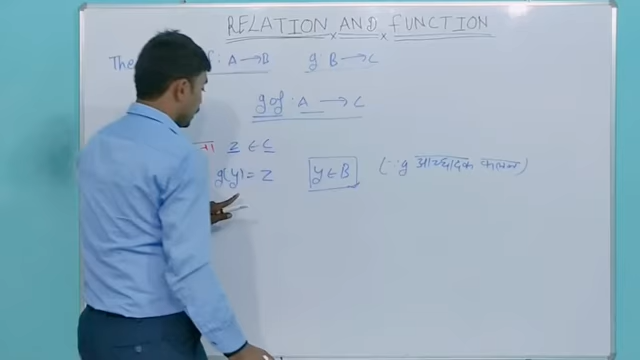 RELATION AND FUNCTION
The f : A → B g B → C
gof : A → C
Z ∈ C
g(y) = Z y ∈ B (∵ g आच्छादक फलन)